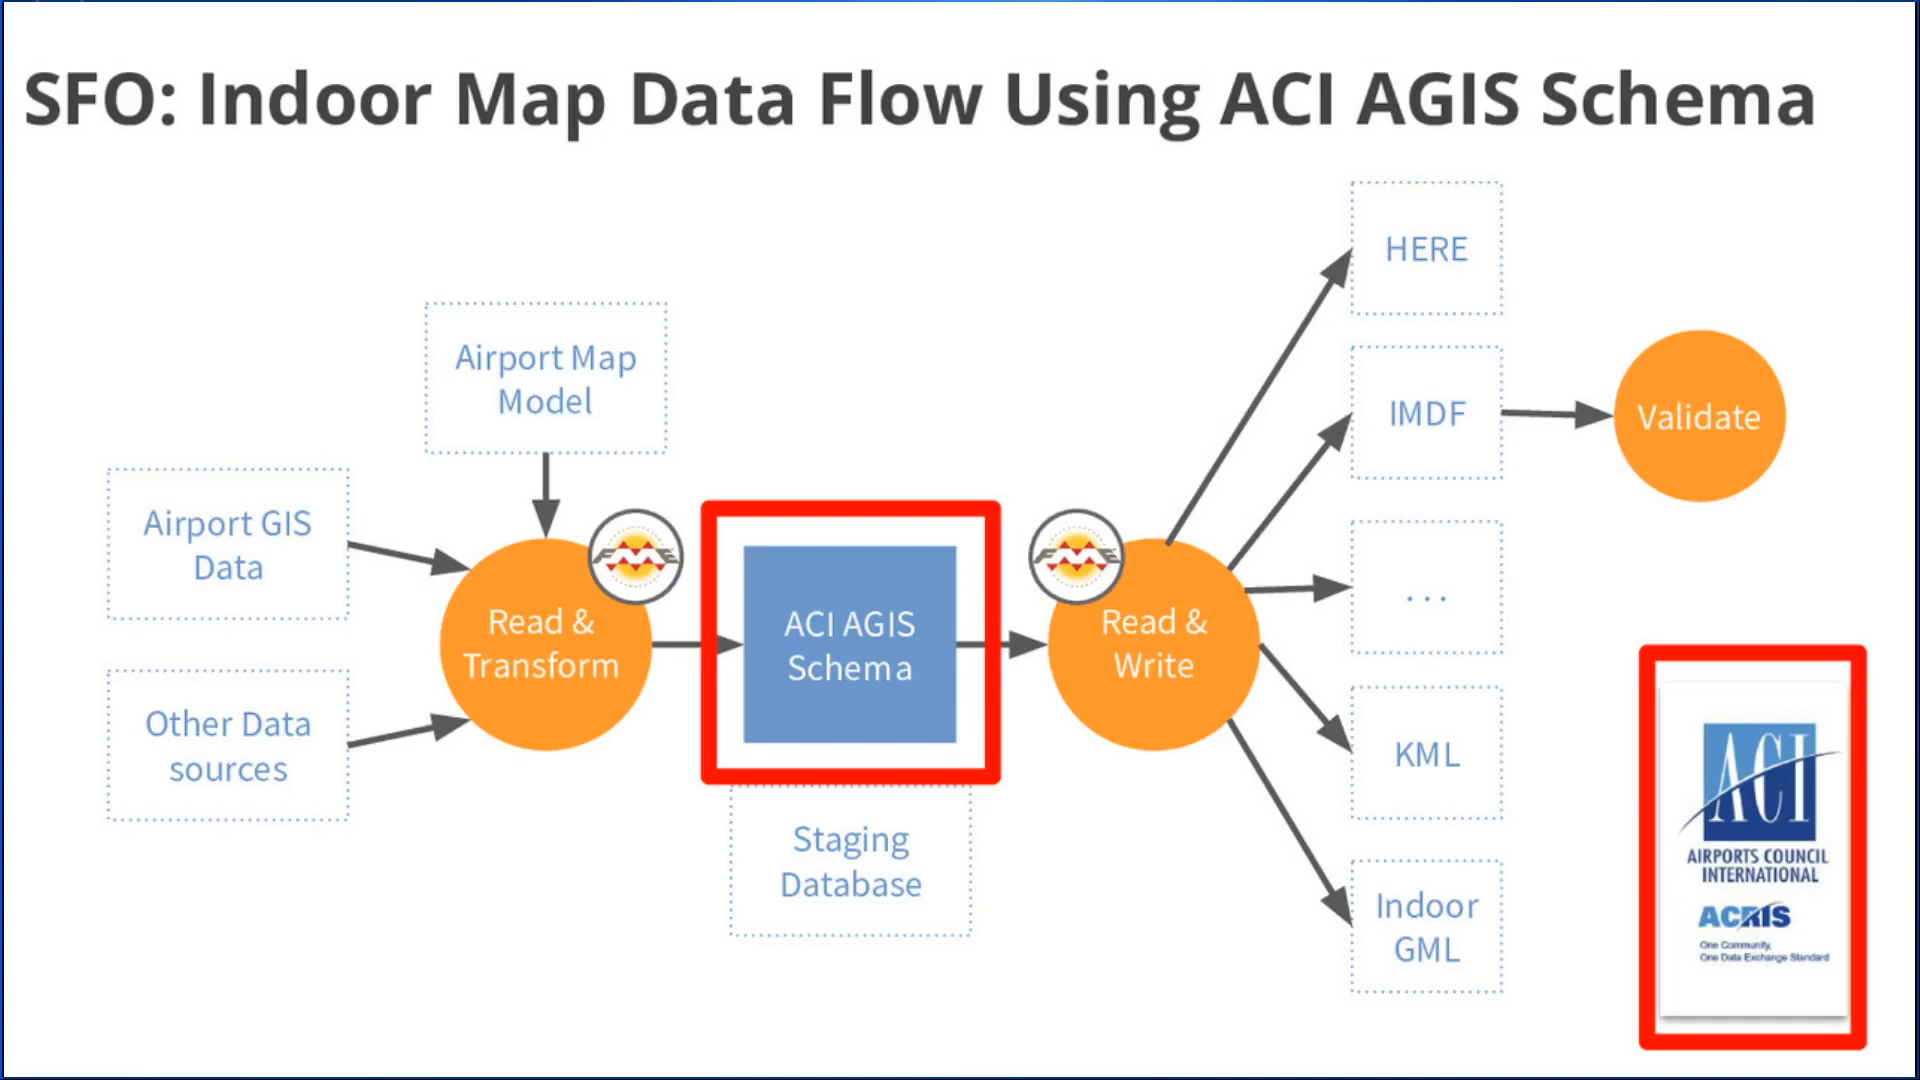 SFO: Indoor Map Data Flow Using ACI AGIS Schema
HERE
Airport Map
Model
IMDF
Validate
Airport GIS
Data
FME
FME
Read &
Transform
ACI AGIS
Schema
Read &
Write
...
Other Data
sources
KML
Staging
Database
Indoor
GML
ACI
AIRPORTS COUNCIL
INTERNATIONAL
ACRIS
One Community,
One Data Exchange Standard